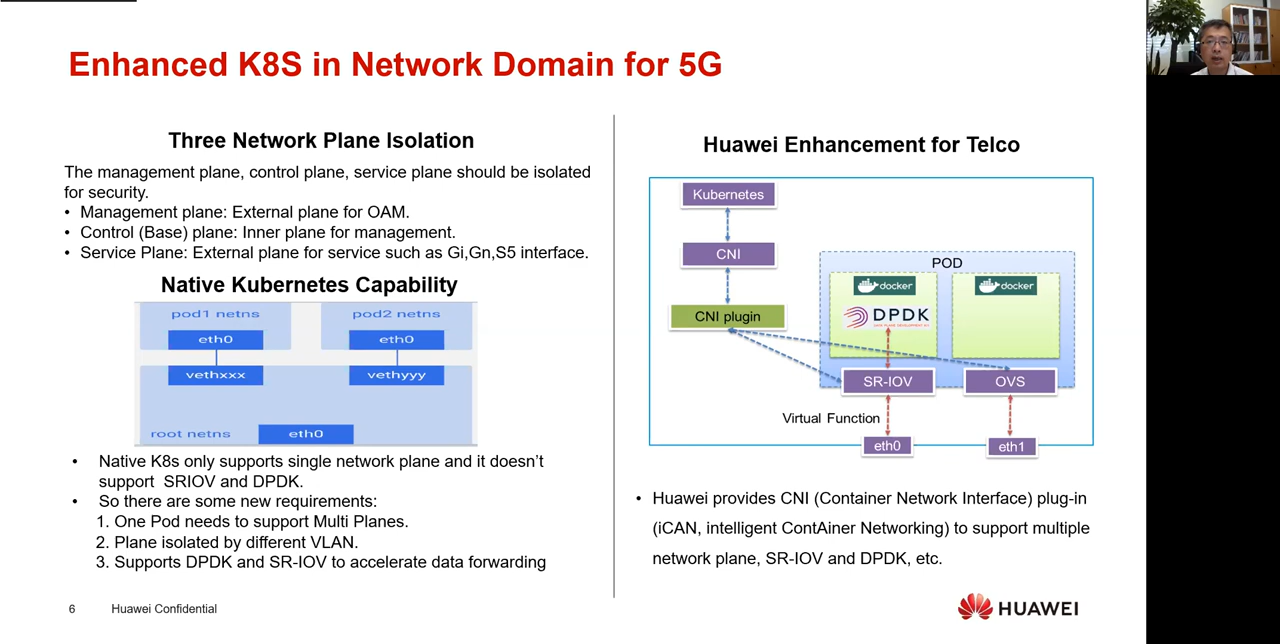 Enhanced K8S in Network Domain for 5G
Three Network Plane Isolation
The management plane, control plane, service plane should be isolated
for security.
• Management plane: External plane for OAM.
• Control (Base) plane: Inner plane for management.
• Service Plane: External plane for service such as Gi,Gn,S5 interface.
Native Kubernetes Capability
pod1 netns
pod2 netns
eth0
eth0
vethxxx
vethyyy
root netns
eth0
• Native K8s only supports single network plane and it doesn't
support SRIOV and DPDK.
• So there are some new requirements:
1. One Pod needs to support Multi Planes.
2. Plane isolated by different VLAN.
3. Supports DPDK and SR-IOV to accelerate data forwarding
Huawei Enhancement for Telco
Kubernetes
CNI
CNI plugin
POD
docker
docker
DPDK
SR-IOV
OVS
Virtual Function
eth0
eth1
• Huawei provides CNI (Container Network Interface) plug-in
(iCAN, intelligent ContAiner Networking) to support multiple
network plane, SR-IOV and DPDK, etc.
6
Huawei Confidential
HUAWEI